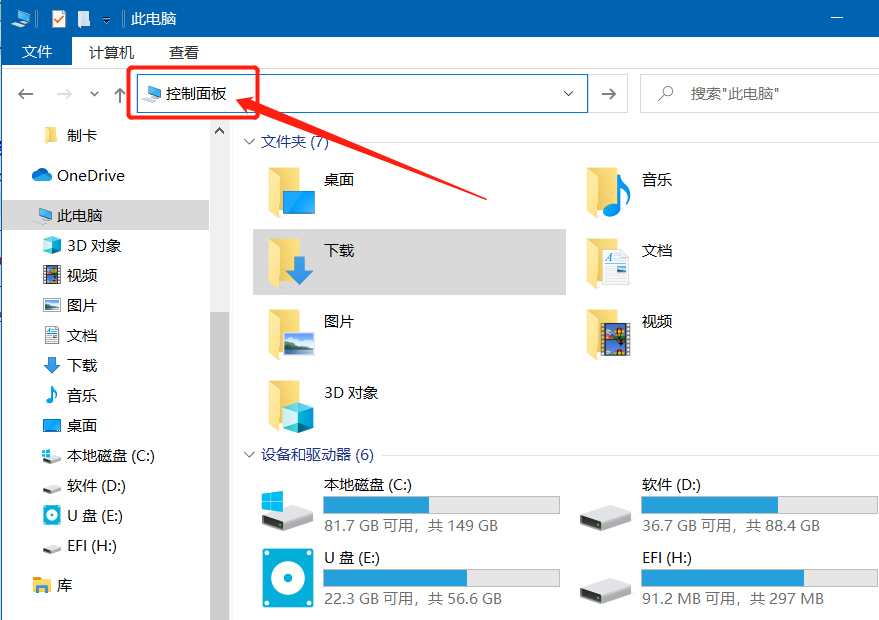 此电脑
文件 计算机 查看
控制面板
搜索"此电脑"
制卡
OneDrive
此电脑
3D 对象
视频
图片
文档
下载
音乐
桌面
本地磁盘 (C:)
软件 (D:)
U 盘 (E:)
EFI (H:)
库
文件夹 (7)
桌面
音乐
下载
文档
图片
视频
3D 对象
设备和驱动器 (6)
本地磁盘 (C:)
81.7 GB 可用，共 149 GB
软件 (D:)
36.7 GB 可用，共 88.4 GB
U 盘 (E:)
22.3 GB 可用，共 56.6 GB
EFI (H:)
91.2 MB 可用，共 297 MB